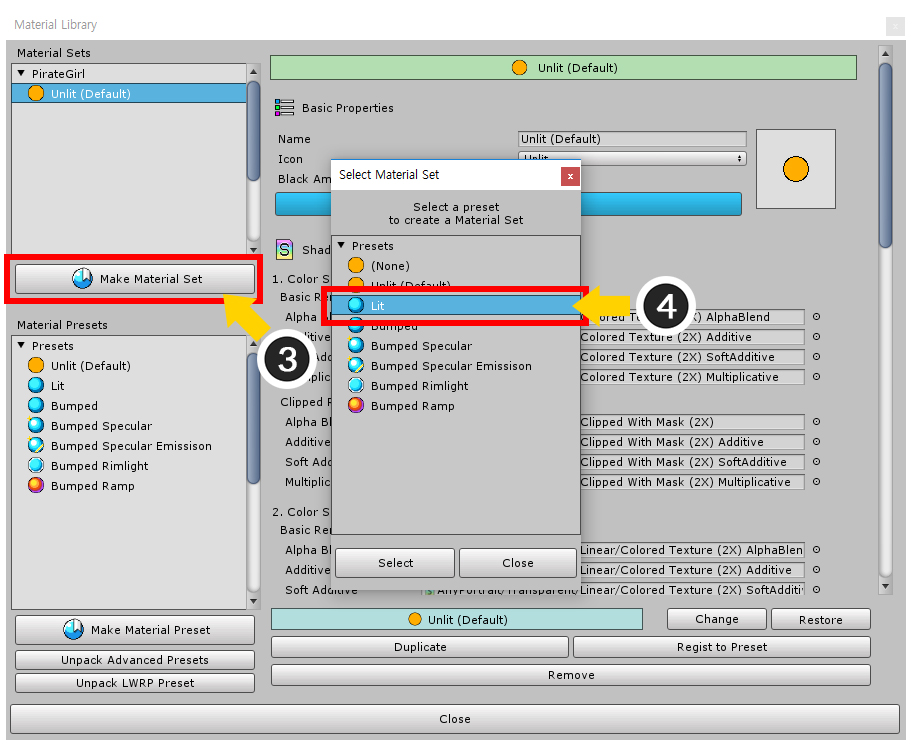 Material Library
x
Material Sets
PirateGirl
Unlit (Default)
Make Material Set
3
Material Presets
Presets
Unlit (Default)
Lit
Bumped
Bumped Specular
Bumped Specular Emissison
Bumped Rimlight
Bumped Ramp
Make Material Preset
Unpack Advanced Presets
Unpack LWRP Preset
Unlit (Default)
Basic Properties
Name
Unlit (Default)
Icon
Unlit
Black Am
S Shad
1. Color S
Basic Re
Alpha B
Colored Texture (2X) AlphaBlend
Colored Texture (2X) Additive
Colored Texture (2X) SoftAdditive
Multiplic
Colored Texture (2X) Multiplicative
Clipped
Alpha Bl
Clipped With Mask (2X)
Additive
Clipped With Mask (2X) Additive
Soft Add
Clipped With Mask (2X) SoftAdditive
Multiplic
Clipped With Mask (2X) Multiplicative
2. Color S
Basic Re
Alpha Bl
Linear/Colored Texture (2X) AlphaBlen
Additive
Linear/Colored Texture (2X) Additive
Soft Additive
AnyPortrait/Transparent/Linear/Colored Texture (2X) SoftAdditi
Select Material Set
x
Select a preset
to create a Material Set
Presets
(None)
Unlit (Default)
Lit
4
Bumped
Bumped Specular
Bumped Specular Emissison
Bumped Rimlight
Bumped Ramp
Select
Close
Unlit (Default)
Change
Restore
Duplicate
Regist to Preset
Remove
Close